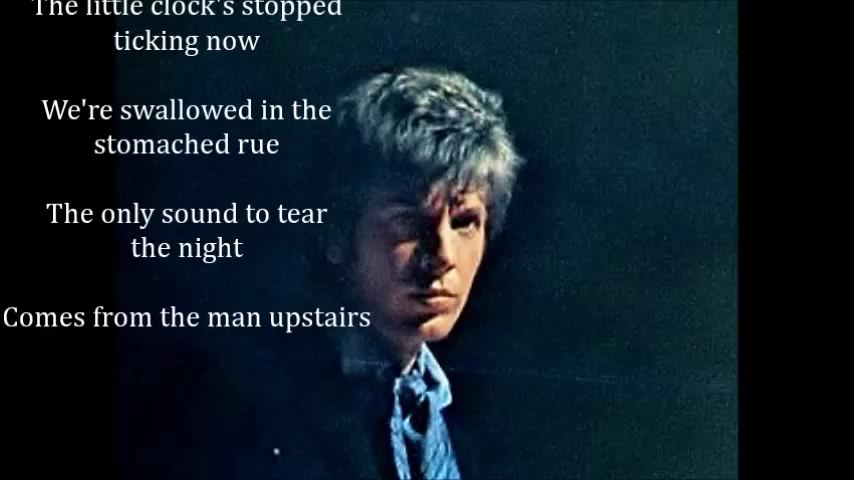 The little clock's stopped
ticking now
We're swallowed in the
stomached rue
The only sound to tear
the night
Comes from the man upstairs